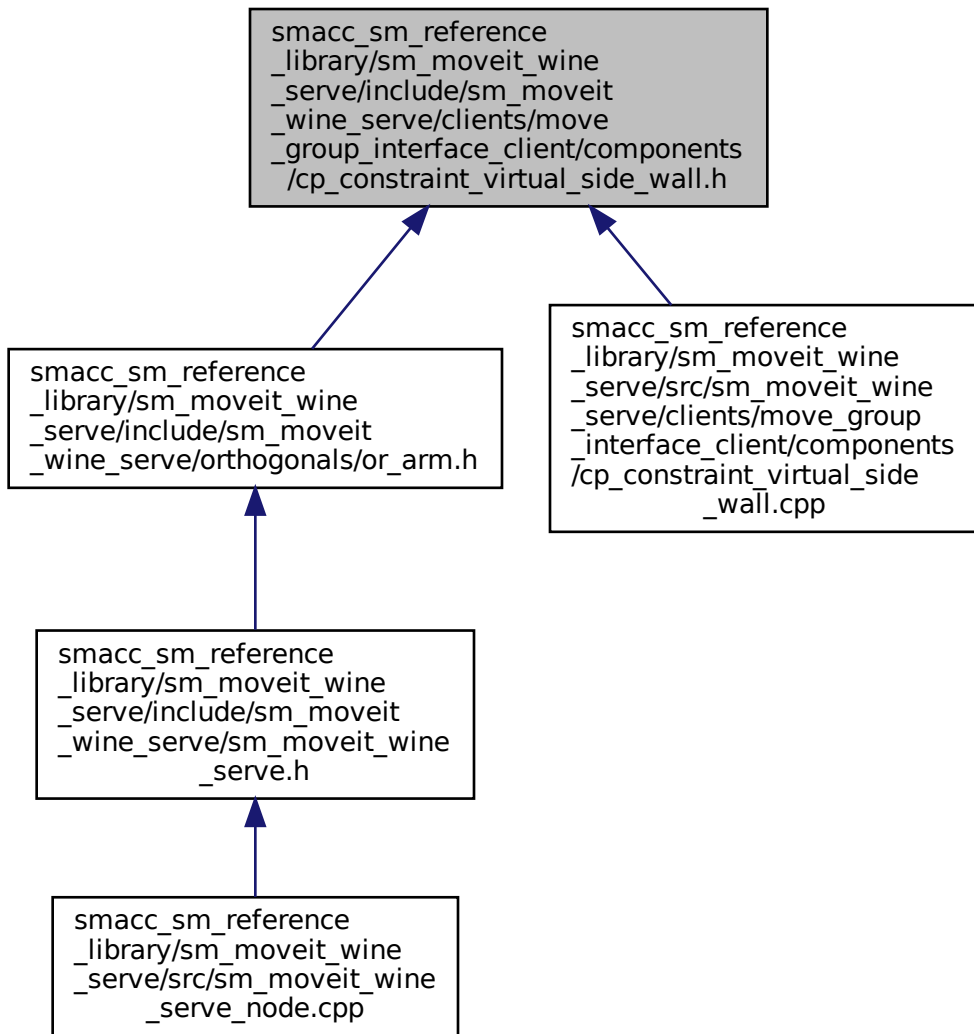 smacc_sm_reference
_library/sm_moveit_wine
_serve/include/sm_moveit
_wine_serve/clients/move
_group_interface_client/components
/cp_constraint_virtual_side_wall.h
smacc_sm_reference
_library/sm_moveit_wine
_serve/include/sm_moveit
_wine_serve/orthogonals/or_arm.h
smacc_sm_reference
_library/sm_moveit_wine
_serve/src/sm_moveit_wine
_serve/clients/move_group
_interface_client/components
/cp_constraint_virtual_side
_wall.cpp
smacc_sm_reference
_library/sm_moveit_wine
_serve/include/sm_moveit
_wine_serve/sm_moveit_wine
_serve.h
smacc_sm_reference
_library/sm_moveit_wine
_serve/src/sm_moveit_wine
_serve_node.cpp